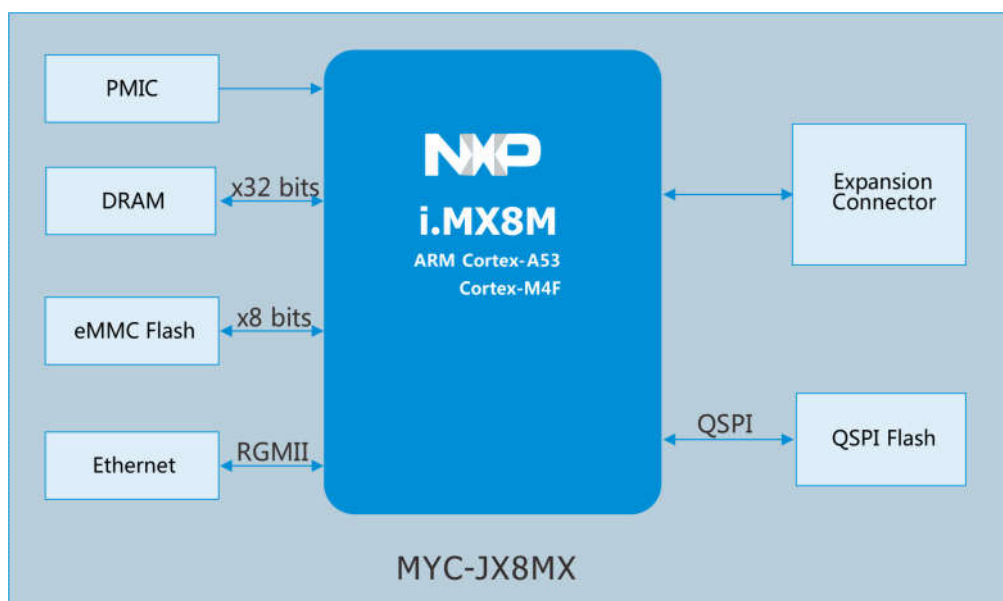 PMIC
DRAM
x32 bits
eMMC Flash
x8 bits
Ethernet
RGMII
NXP
i.MX8M
ARM Cortex-A53
Cortex-M4F
Expansion
Connector
QSPI
QSPI Flash
MYC-JX8MX